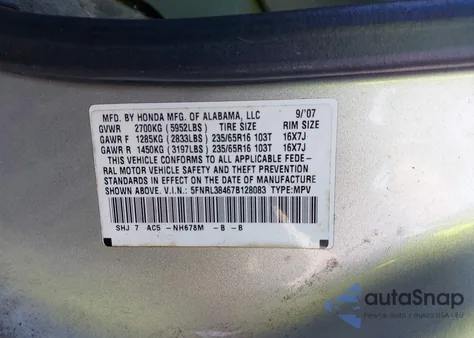 MFD. BY HONDA MFG. OF ALABAMA, LLC 9/'07
GVWR 2700KG (5952LBS) TIRE SIZE RIM SIZE
GAWR F 1285KG (2833LBS) 235/65R16 103T 16X7J
GAWR R 1450KG (3197LBS) 235/65R16 103T 16X7J
THIS VEHICLE CONFORMS TO ALL APPLICABLE FEDE-
RAL MOTOR VEHICLE SAFETY AND THEFT PREVENTION
STANDARDS IN EFFECT ON THE DATE OF MANUFACTURE
SHOWN ABOVE. V.I.N.: 5FNRL38467B128083 TYPE:MPV
SHJ 7 AC5 -NH678M -B -B
autoSnap